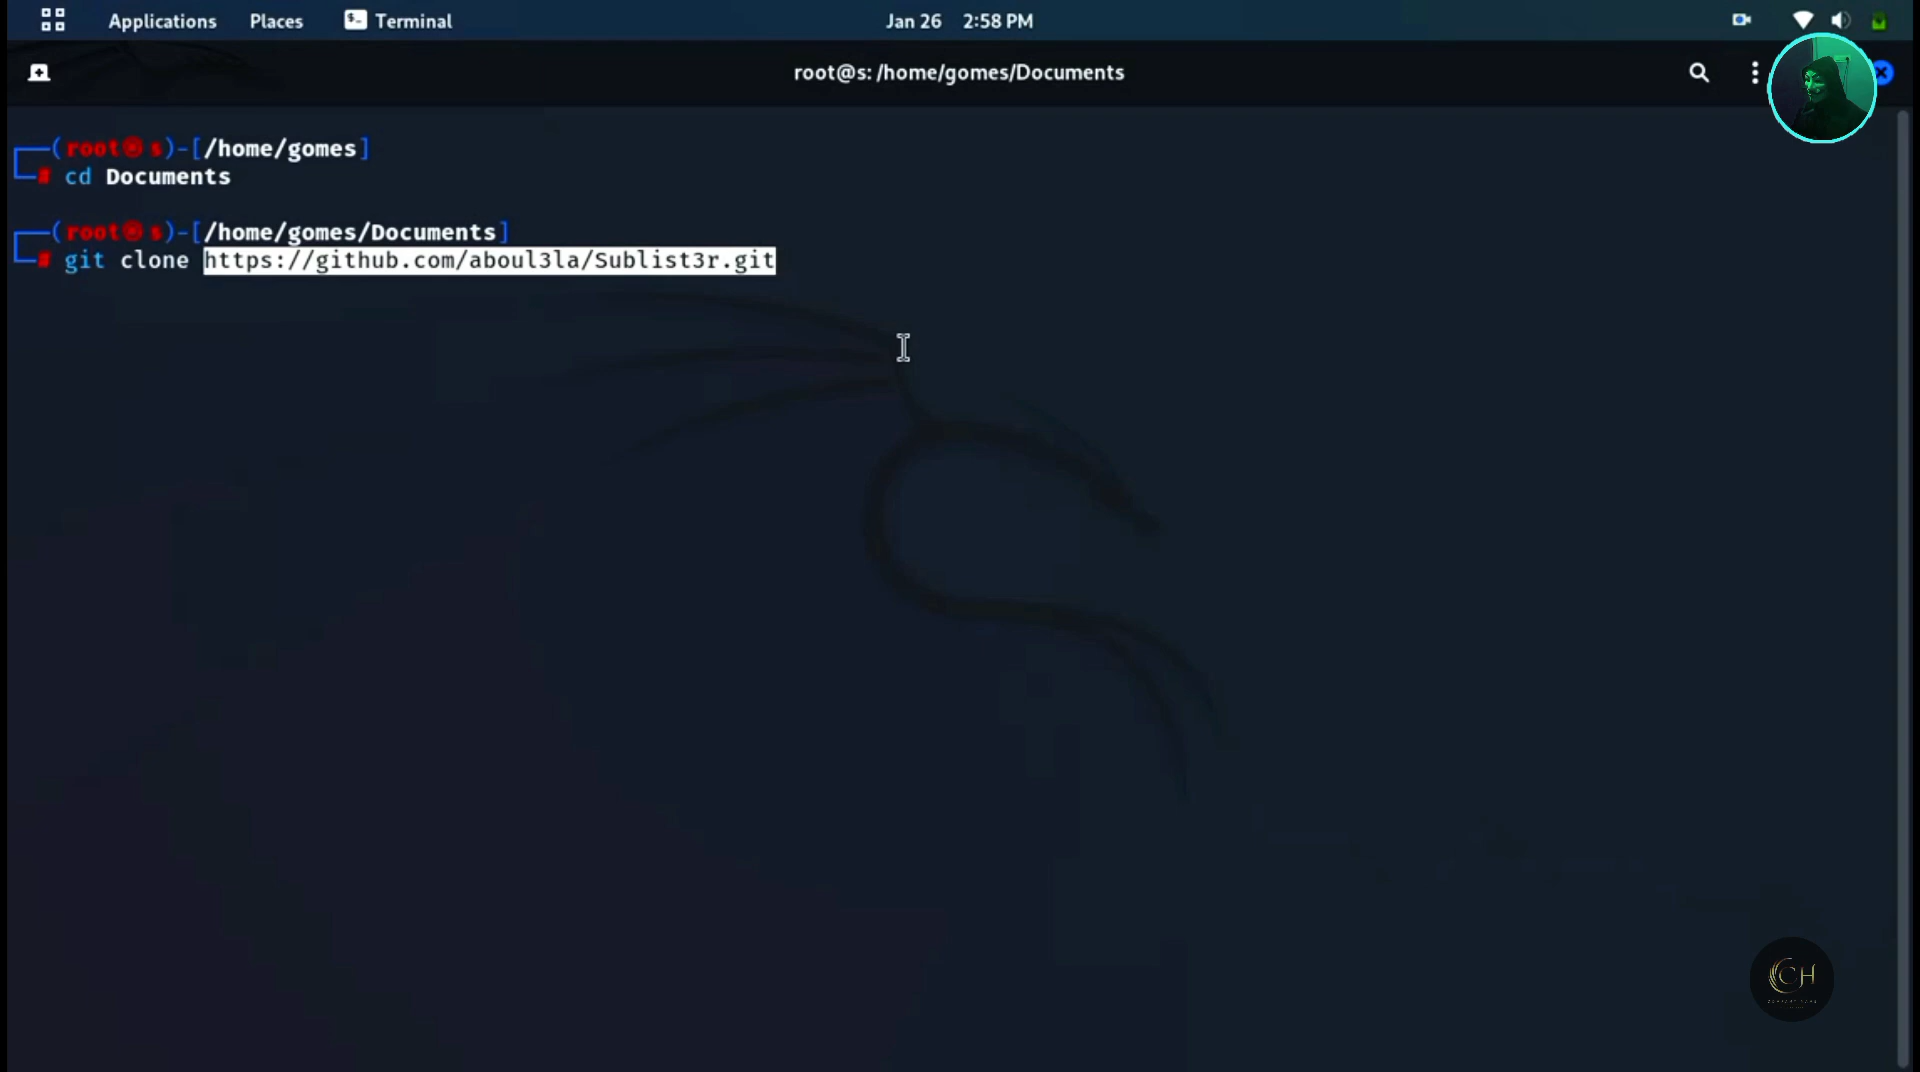 Applications Places Terminal Jan 26 2:58 PM
root@s: /home/gomes/Documents
(root㉿s)-[/home/gomes]
# cd Documents
(root㉿s)-[/home/gomes/Documents]
# git clone https://github.com/aboul3la/Sublist3r.git
CH